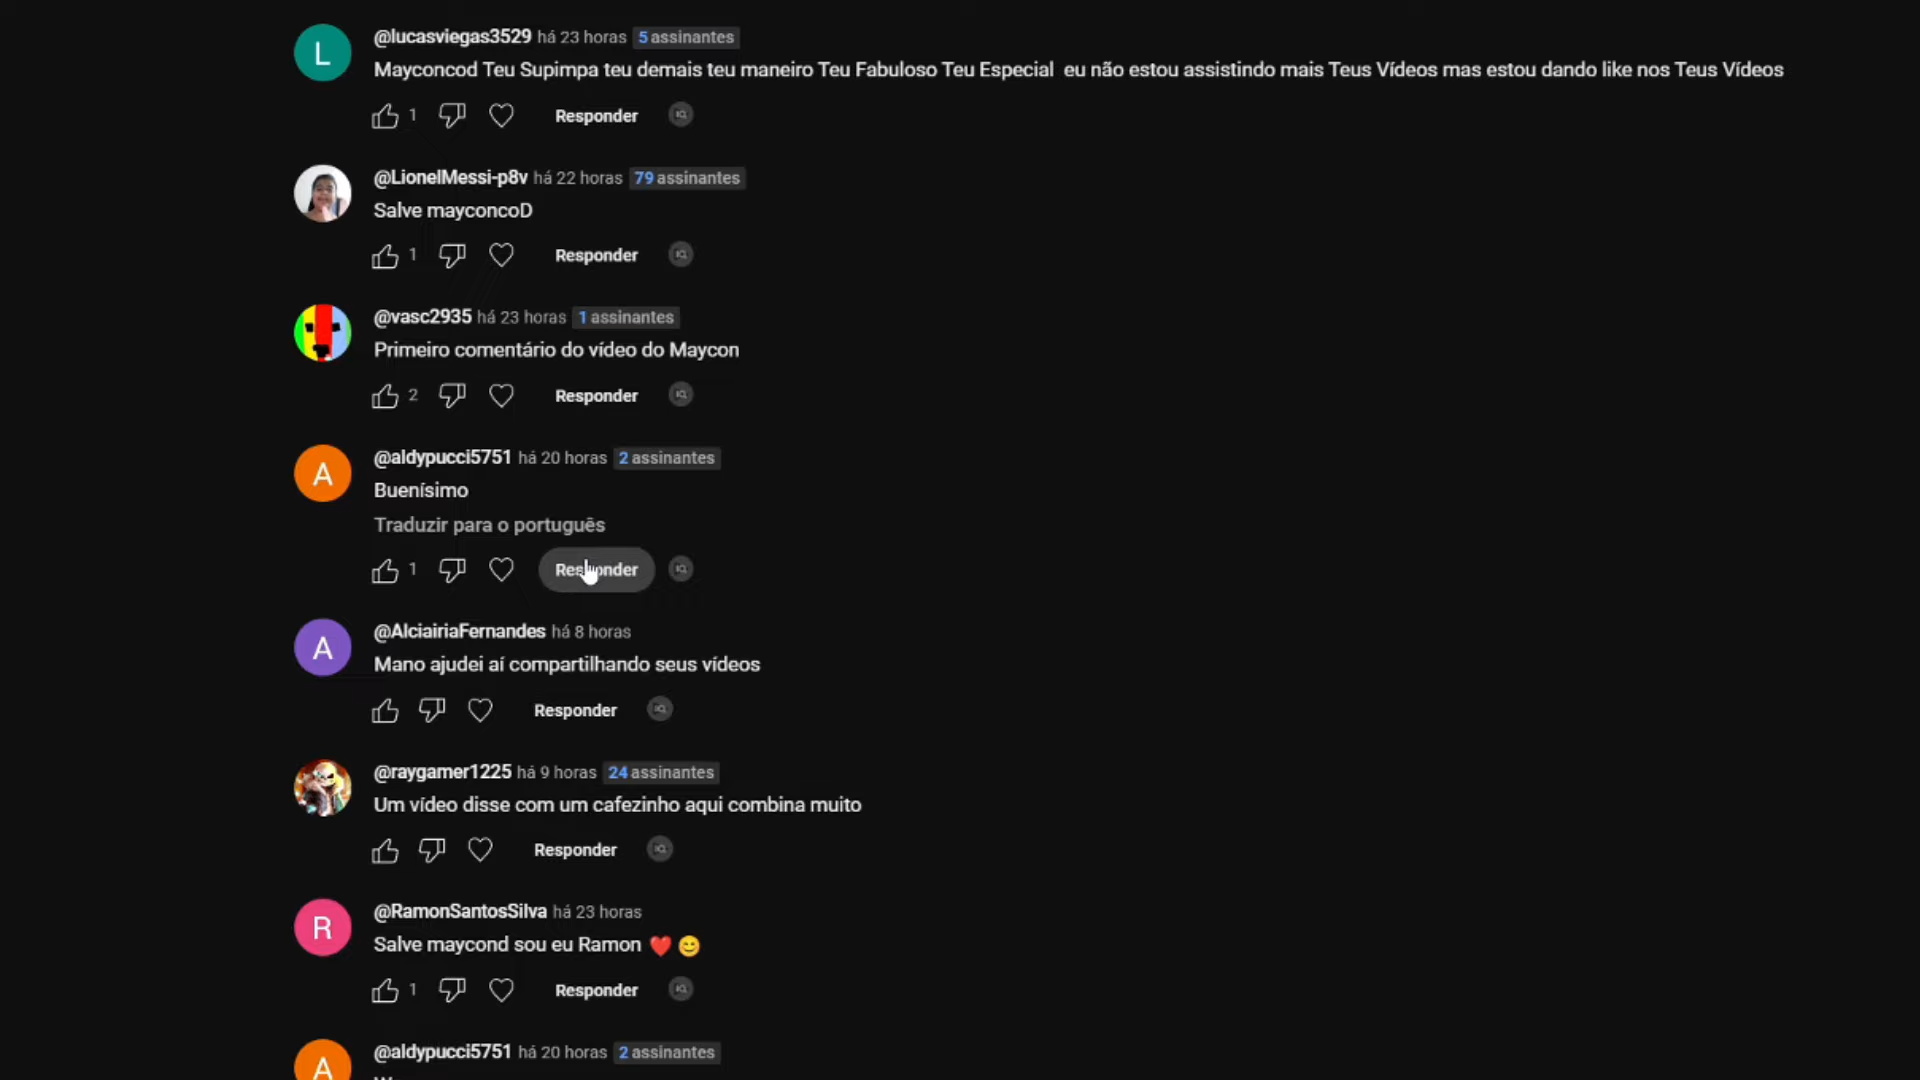 L
@lucasviegas3529 há 23 horas 5 assinantes
Mayconcod Teu Supimpa teu demais teu maneiro Teu Fabuloso Teu Especial eu não estou assistindo mais Teus Vídeos mas estou dando like nos Teus Vídeos
1 Responder
@LionelMessi-p8v há 22 horas 79 assinantes
Salve mayconcoD
1 Responder
@vasc2935 há 23 horas 1 assinantes
Primeiro comentário do vídeo do Maycon
2 Responder
A
@aldypucci5751 há 20 horas 2 assinantes
Buenísimo
Traduzir para o português
1 Responder
A
@AlciairiaFernandes há 8 horas
Mano ajudei aí compartilhando seus vídeos
Responder
@raygamer1225 há 9 horas 24 assinantes
Um vídeo disse com um cafezinho aqui combina muito
Responder
R
@RamonSantosSilva há 23 horas
Salve maycond sou eu Ramon ❤️ 😊
1 Responder
A
@aldypucci5751 há 20 horas 2 assinantes